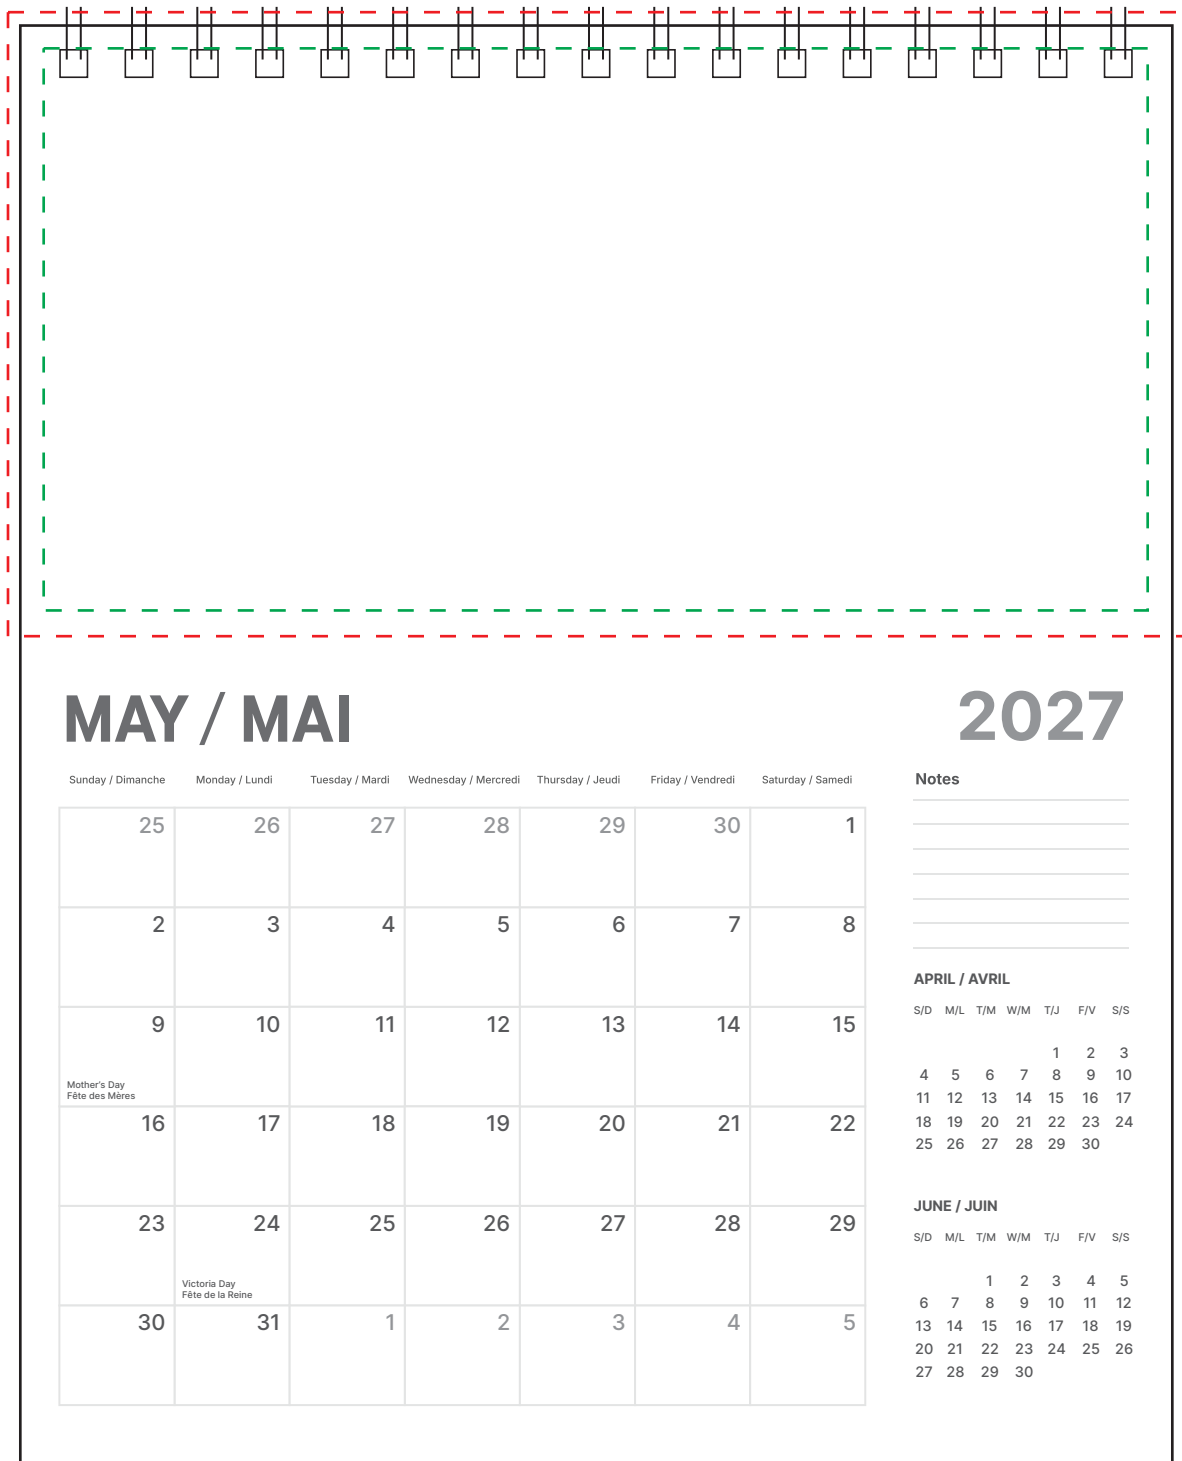 MAY / MAI
2027
Sunday / Dimanche Monday / Lundi Tuesday / Mardi Wednesday / Mercredi Thursday / Jeudi Friday / Vendredi Saturday / Samedi
25 26 27 28 29 30 1
2 3 4 5 6 7 8
9 10 11 12 13 14 15
Mother's Day
Fête des Mères
16 17 18 19 20 21 22
23 24 25 26 27 28 29
Victoria Day
Fête de la Reine
30 31 1 2 3 4 5
Notes
APRIL / AVRIL
S/D M/L T/M W/M T/J F/V S/S
1 2 3
4 5 6 7 8 9 10
11 12 13 14 15 16 17
18 19 20 21 22 23 24
25 26 27 28 29 30
JUNE / JUIN
S/D M/L T/M W/M T/J F/V S/S
1 2 3 4 5
6 7 8 9 10 11 12
13 14 15 16 17 18 19
20 21 22 23 24 25 26
27 28 29 30